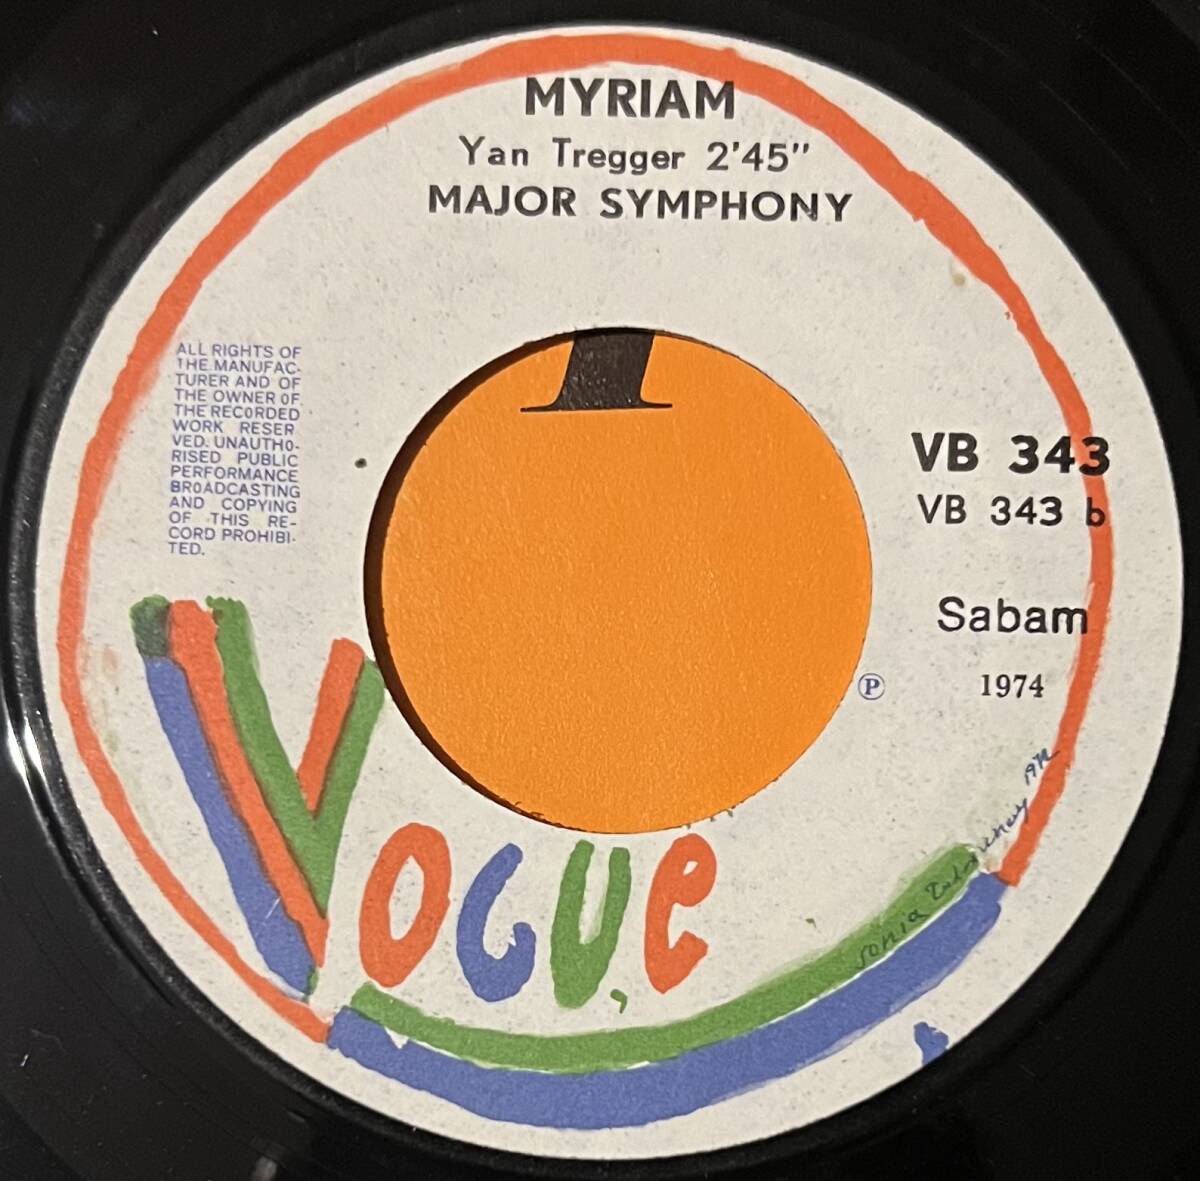 MYRIAM
Yan Tregger 2'45"
MAJOR SYMPHONY
ALL RIGHTS OF
THE MANUFAC-
TURER AND OF
THE OWNER OF
THE RECORDED
WORK RESER
VED. UNAUTHO-
RISED PUBLIC
PERFORMANCE
BROADCASTING
AND COPYING
OF THIS RE-
CORD PROHIBI-
TED.
VB 343
VB 343 b
Sabam
Ⓟ 1974
VOGUE
sonia